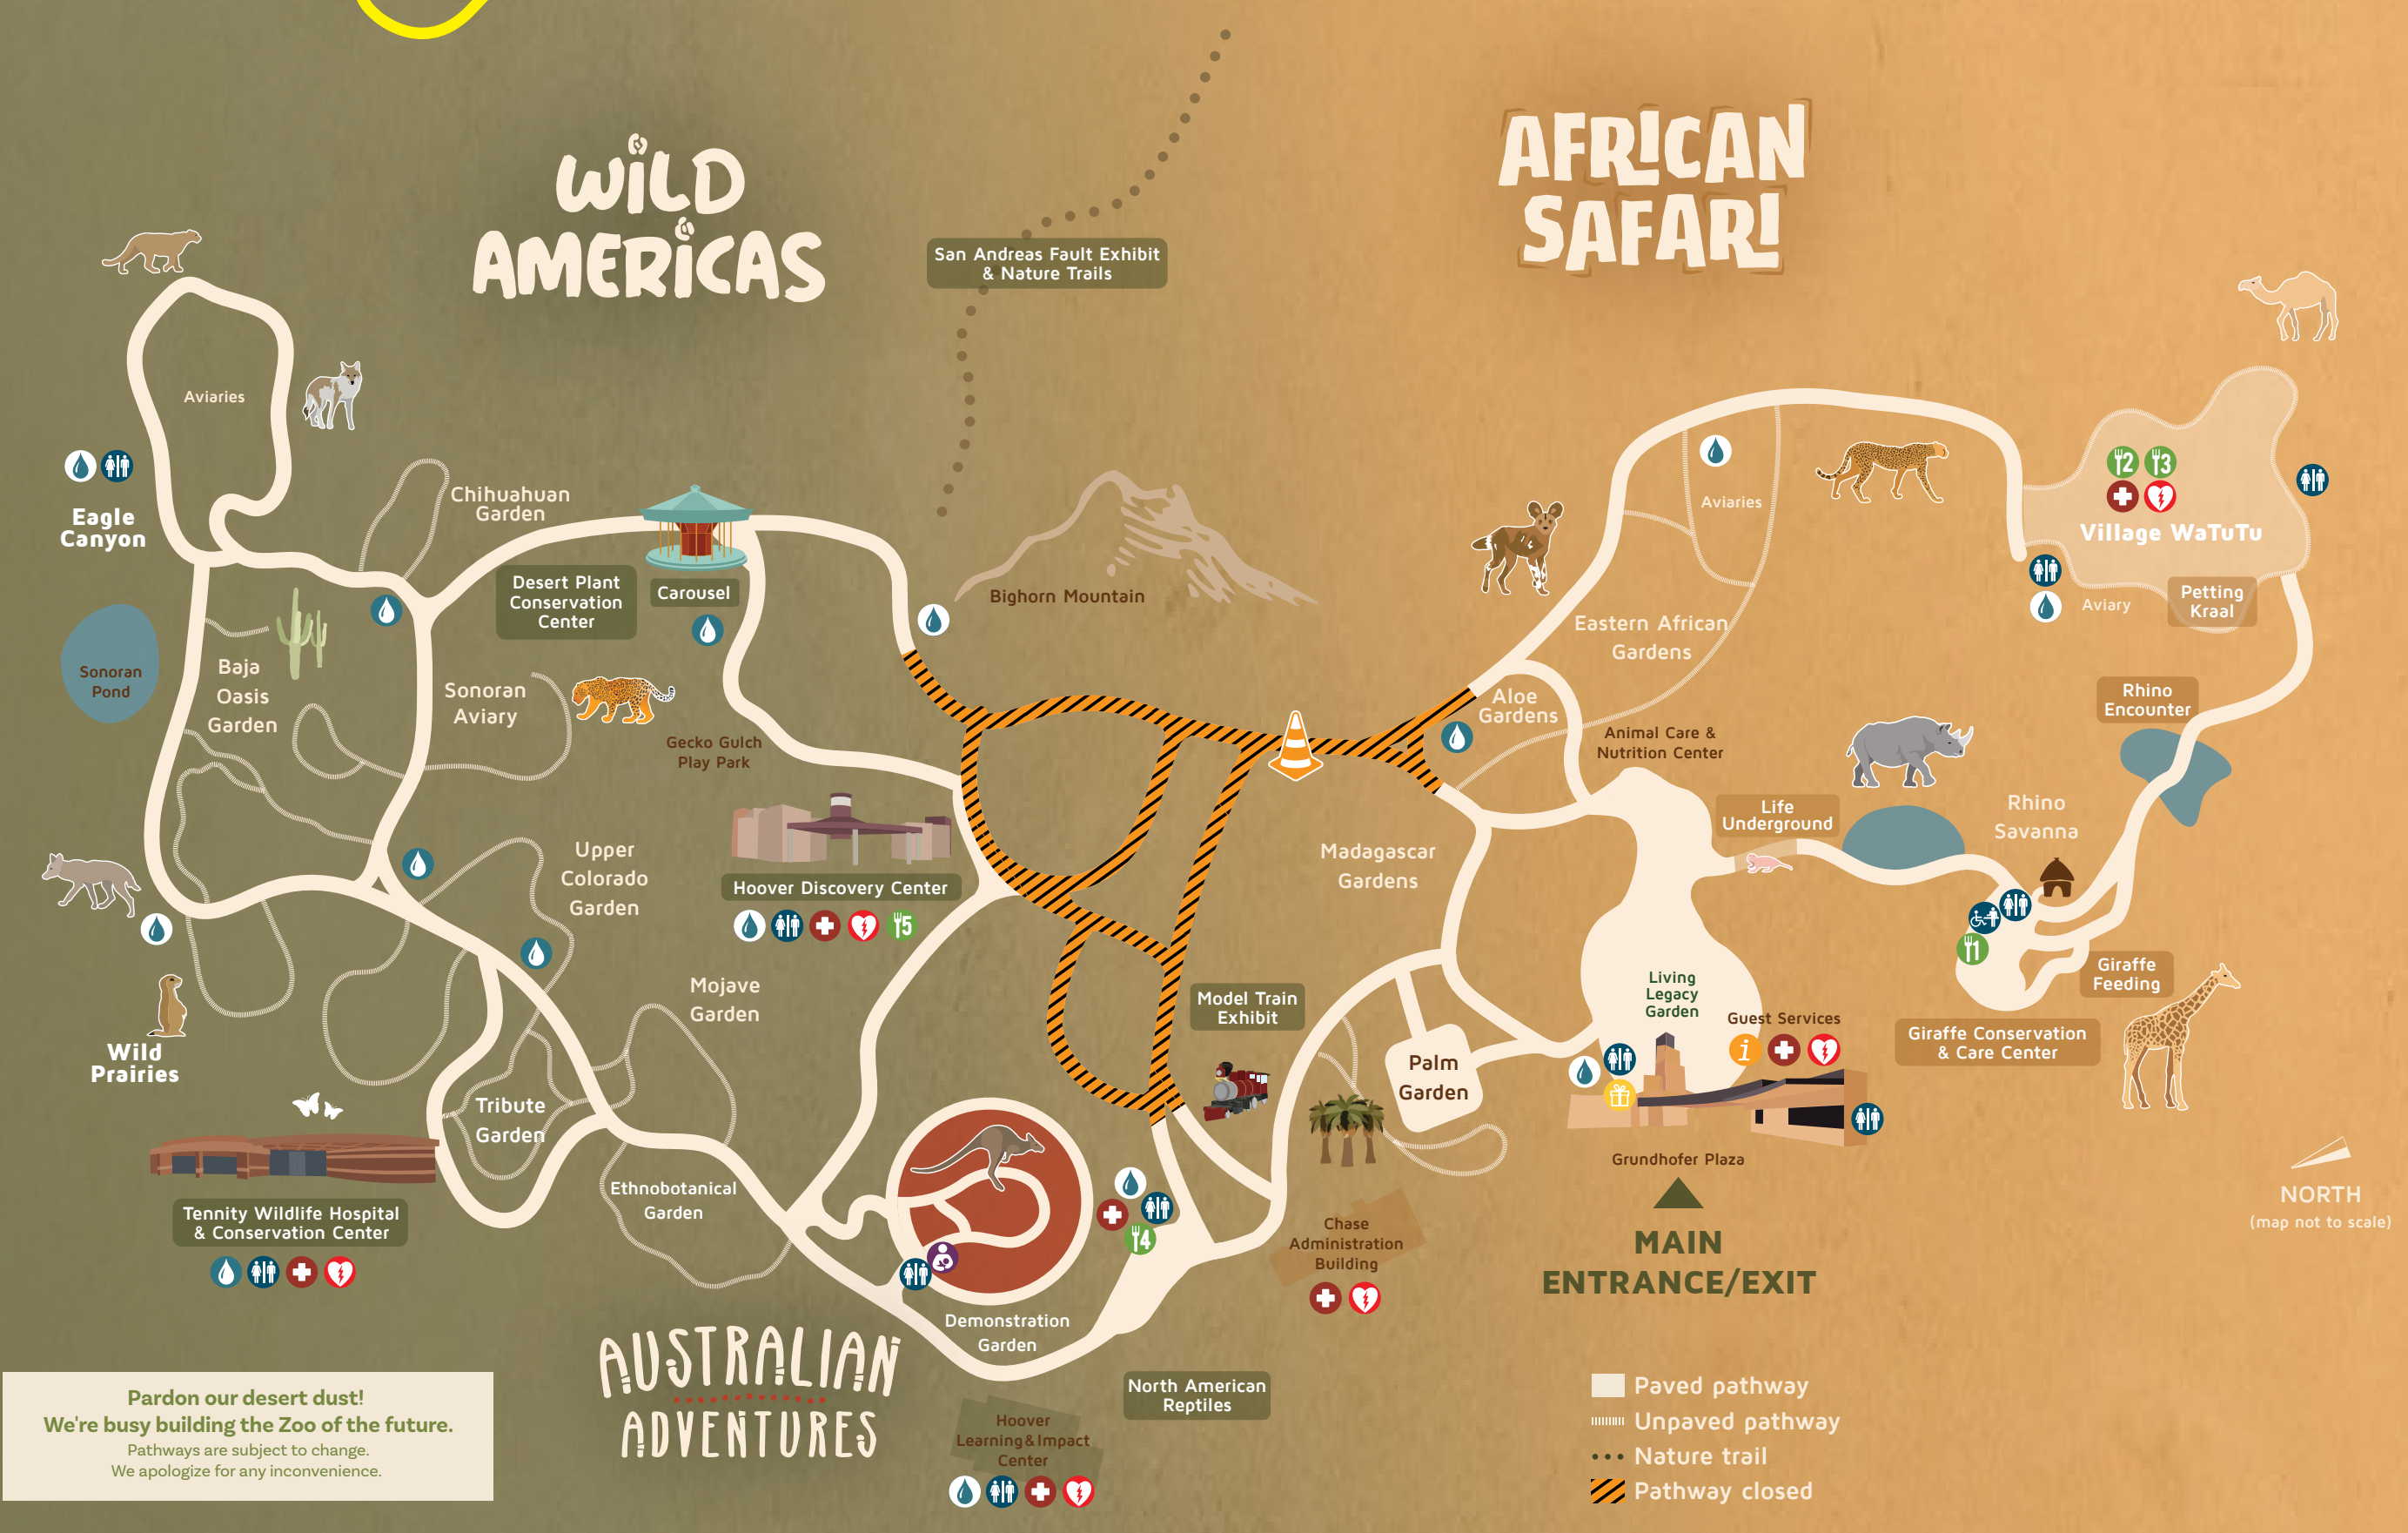 WiLD
AMERiCAS
AFRICAN
SAFARI
San Andreas Fault Exhibit
& Nature Trails
Aviaries
Eagle
Canyon
Chihuahuan
Garden
Desert Plant
Conservation
Center
Carousel
Bighorn Mountain
Sonoran
Pond
Baja
Oasis
Garden
Sonoran
Aviary
Gecko Gulch
Play Park
Upper
Colorado
Garden
Hoover Discovery Center
5
Mojave
Garden
Wild
Prairies
Tribute
Garden
Tennity Wildlife Hospital
& Conservation Center
Ethnobotanical
Garden
Aviaries
2
3
Village WaTuTu
Aviary
Petting
Kraal
Eastern African
Gardens
Aloe
Gardens
Animal Care &
Nutrition Center
Rhino
Encounter
Life
Underground
Rhino
Savanna
Madagascar
Gardens
1
Giraffe
Feeding
Giraffe Conservation
& Care Center
Living
Legacy
Garden
Guest Services
i
Model Train
Exhibit
Palm
Garden
Grundhofer Plaza
MAIN
ENTRANCE/EXIT
4
Chase
Administration
Building
Demonstration
Garden
North American
Reptiles
Hoover
Learning & Impact
Center
AUSTRALIAN
ADVENTURES
NORTH
(map not to scale)
Pardon our desert dust!
We're busy building the Zoo of the future.
Pathways are subject to change.
We apologize for any inconvenience.
Paved pathway
Unpaved pathway
Nature trail
Pathway closed